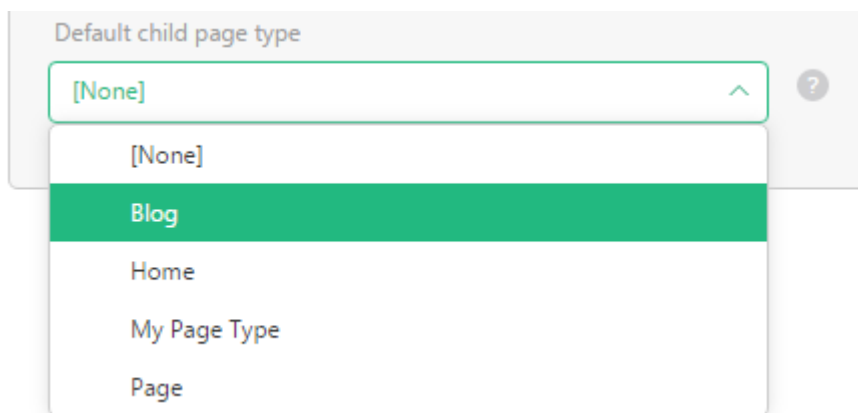 Default child page type
[None]
?
[None]
Blog
Home
My Page Type
Page